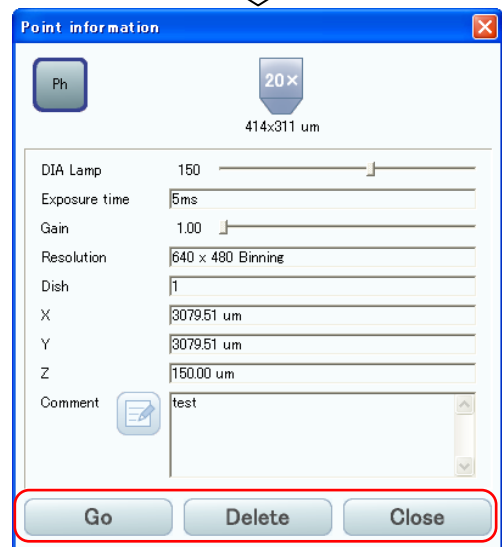 Point information
Ph
20×
414x311 um
DIA Lamp 150
Exposure time 5ms
Gain 1.00
Resolution 640 x 480 Binning
Dish 1
X 3079.51 um
Y 3079.51 um
Z 150.00 um
Comment test
Go Delete Close